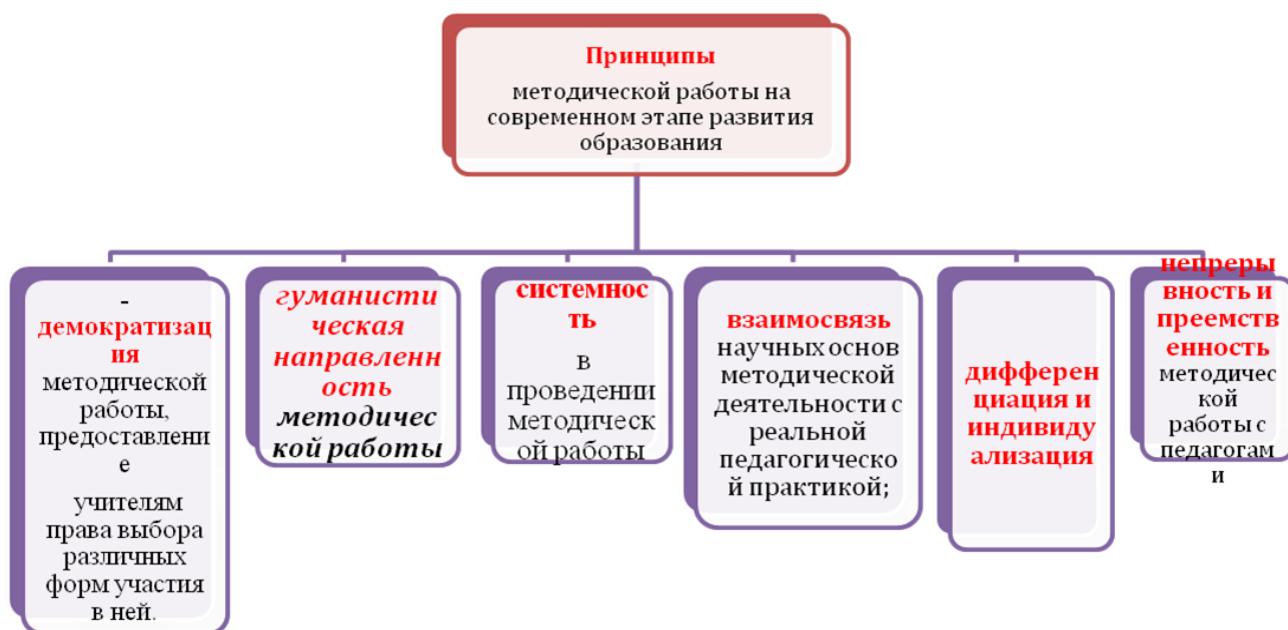 Принципы
методической работы на
современном этапе развития
образования
-
демократизац
ия
методической
работы,
предоставлени
е
учителям
права выбора
различных
форм участия
в ней.
гуманисти
ческая
направленн
ость
методичес
кой работы
системнос
ть
в
проведении
методическ
ой работы
взаимосвязь
научных основ
методической
деятельности с
реальной
педагогическо
й практикой;
дифферен
циация и
индивиду
ализация
непреры
вность и
преемств
енность
методичес
кой
работы с
педагогам
и